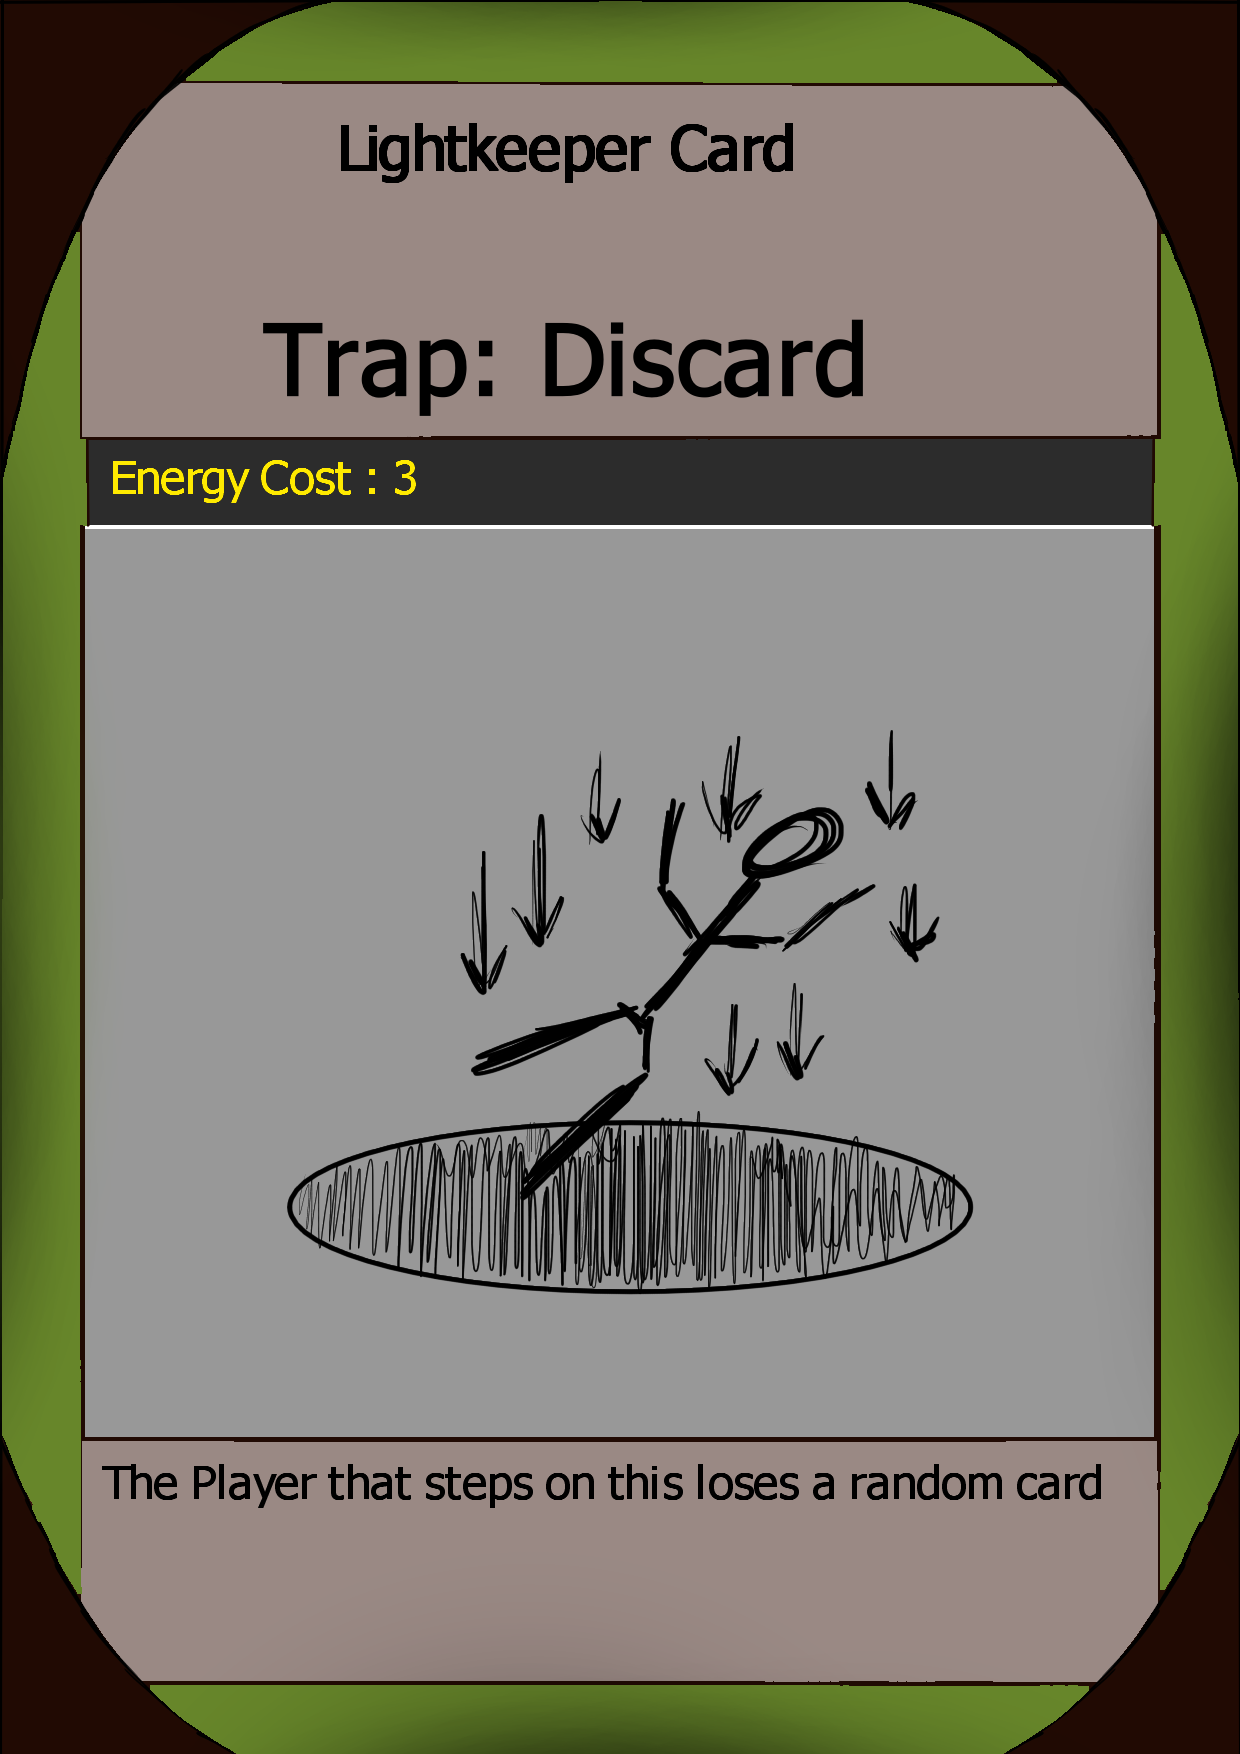 Lightkeeper Card
Trap: Discard
Energy Cost : 3
The Player that steps on this loses a random card